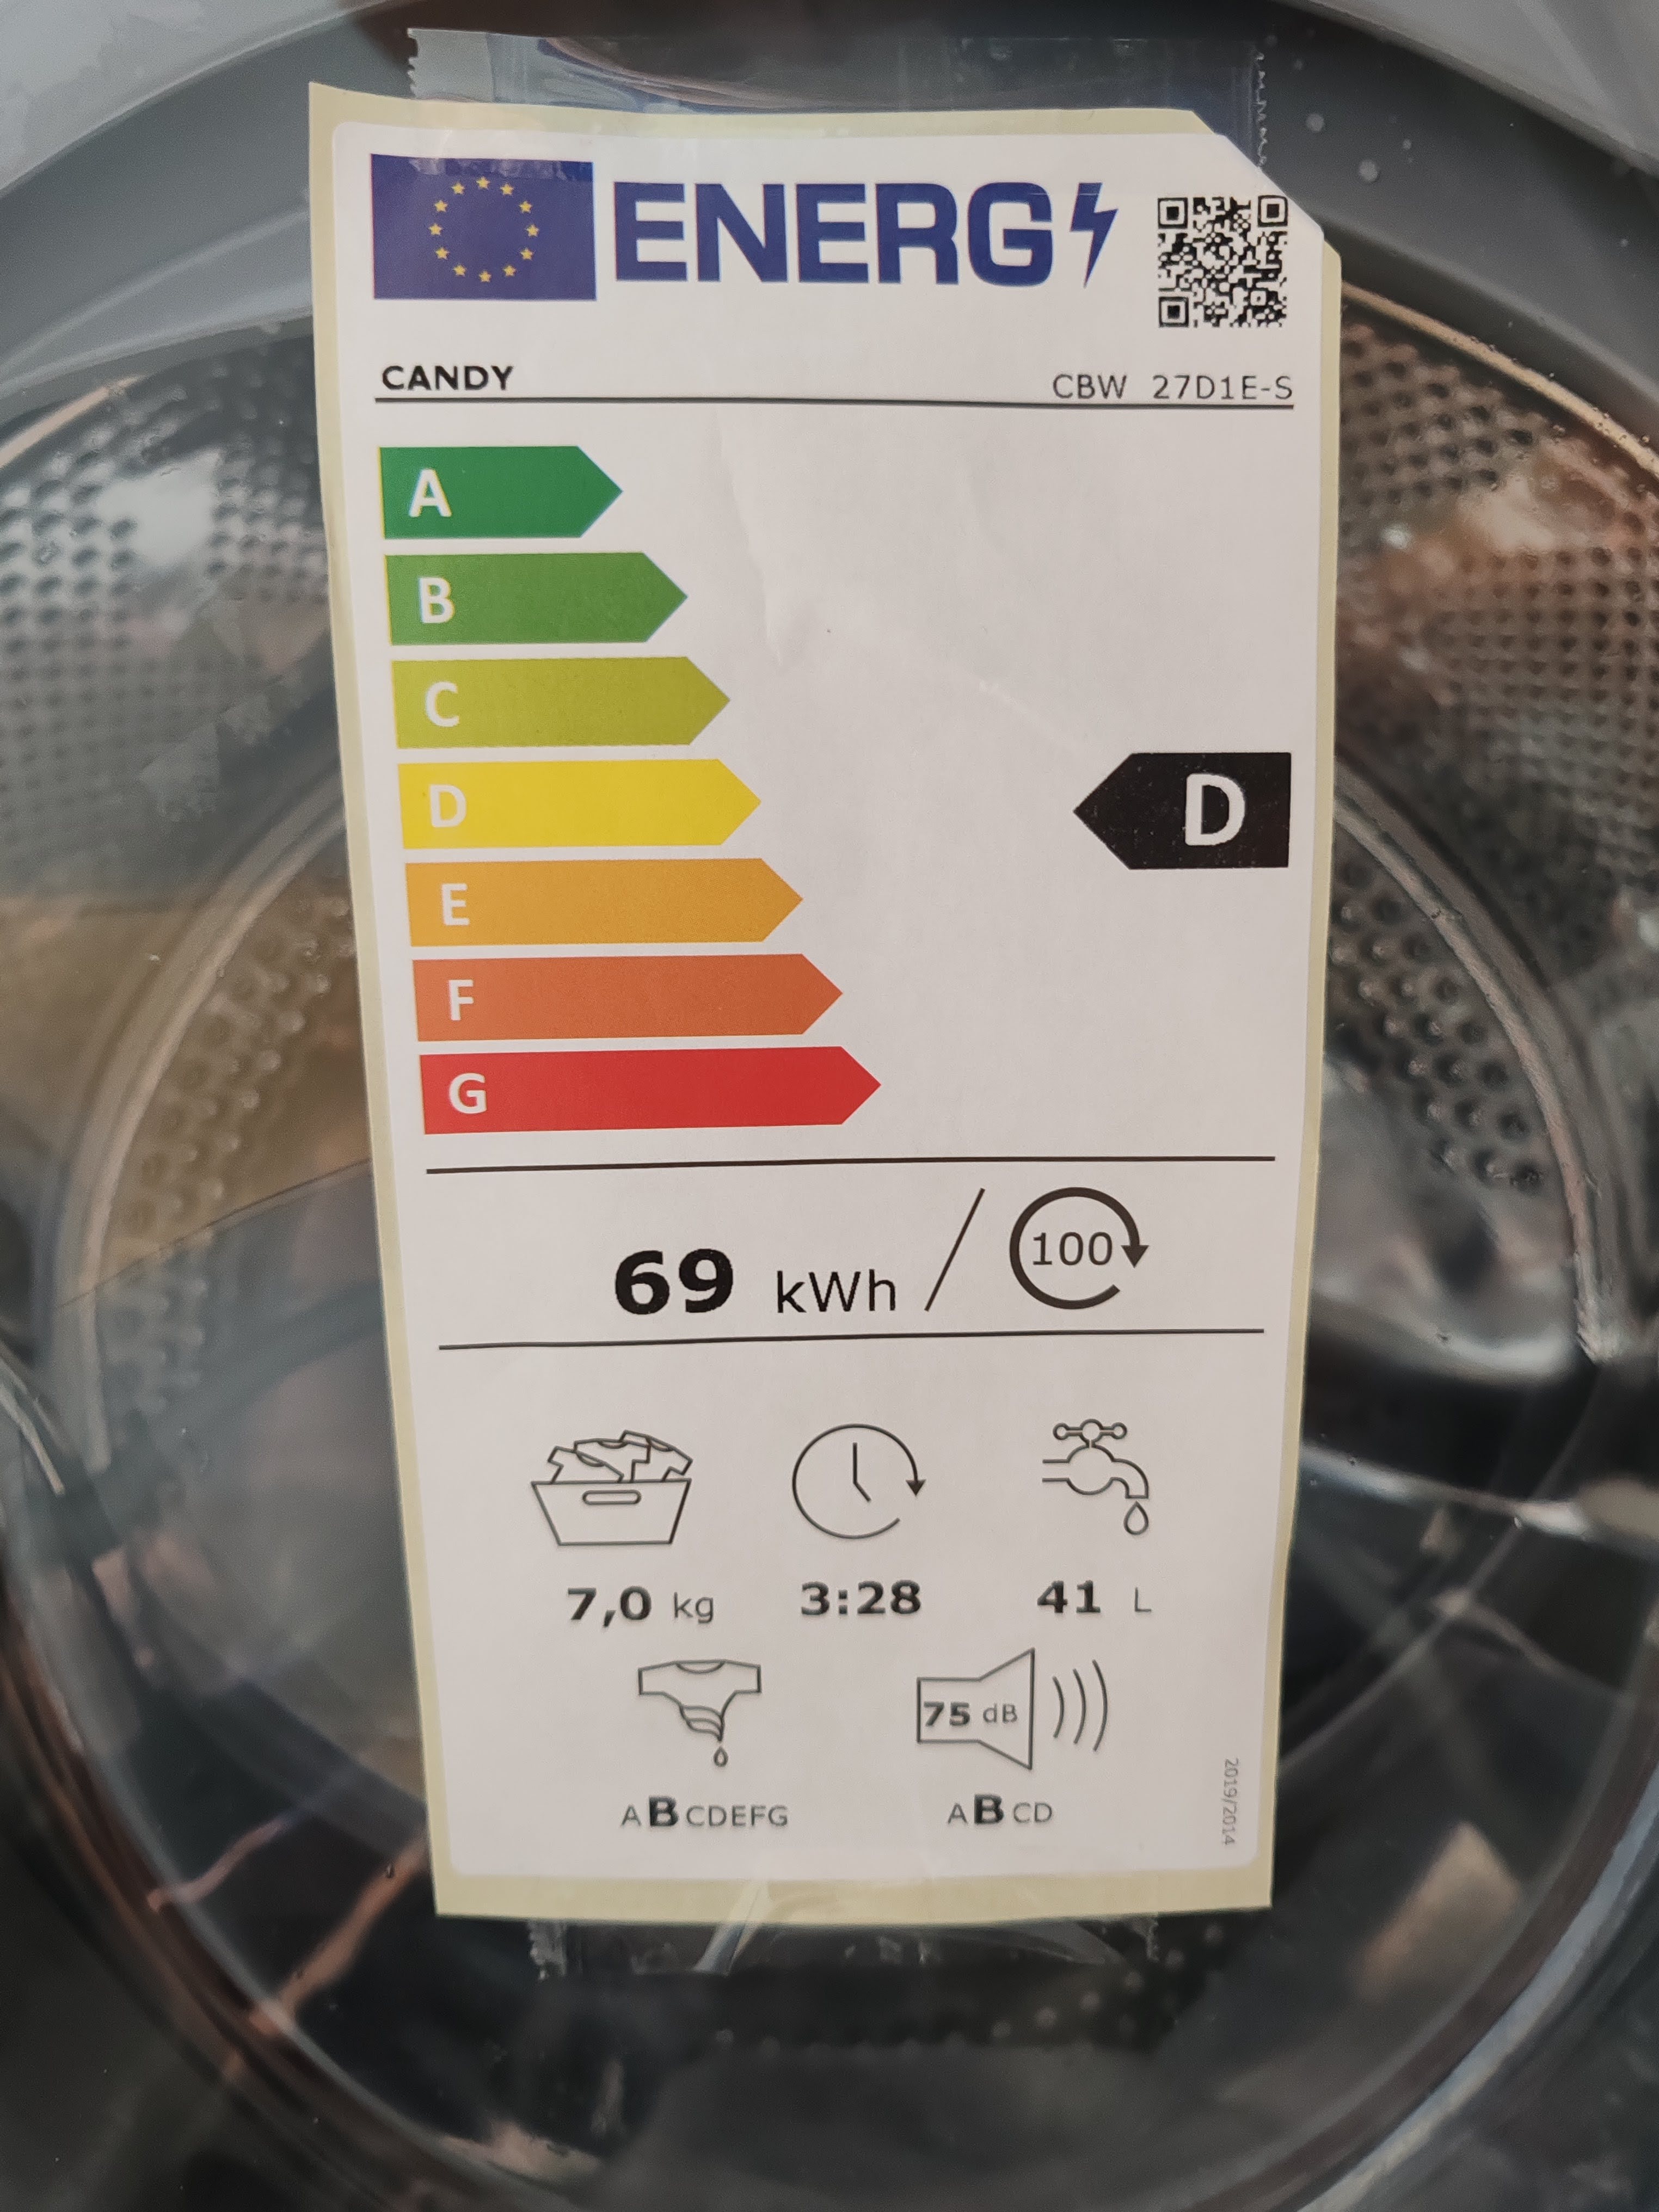 ENERG
CANDY CBW 27D1E-S
A
B
C
D
D
E
F
G
69 kWh / 100
7,0 kg 3:28 41 L
75 dB
ABCDEFG ABCD
2019/2014